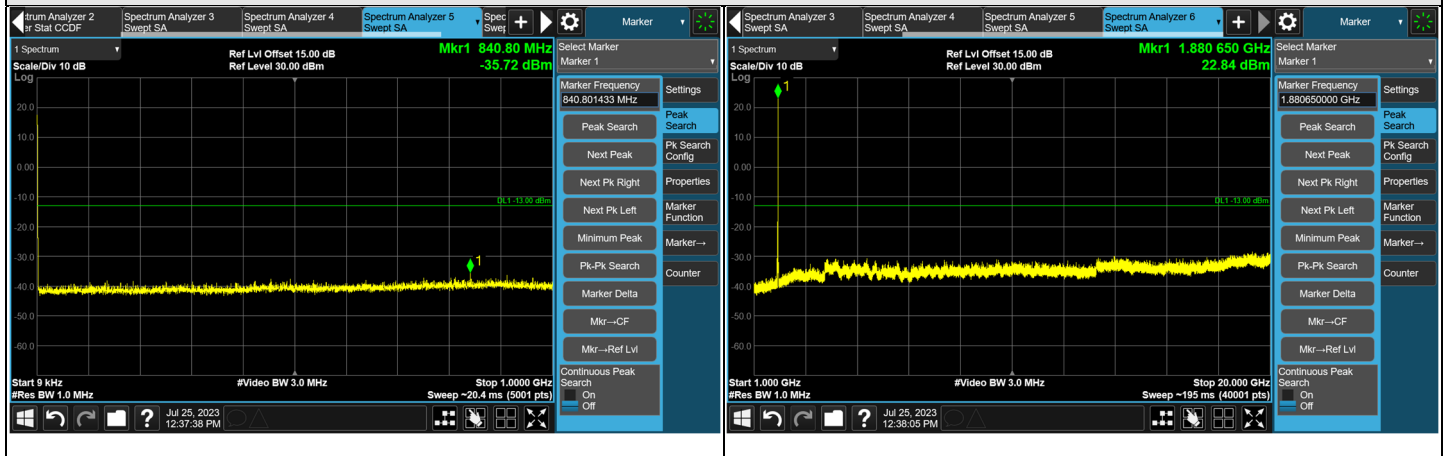 ctrum Analyzer 2
er Stat CCDF
Spectrum Analyzer 3
Swept SA
Spectrum Analyzer 4
Swept SA
Spectrum Analyzer 5
Swept SA
Spec
Swep
+
Marker
1 Spectrum
Scale/Div 10 dB
Log
Ref Lvl Offset 15.00 dB
Ref Level 30.00 dBm
Mkr1 840.80 MHz
-35.72 dBm
20.0
10.0
0.00
-10.0
-20.0
-30.0
-40.0
-50.0
-60.0
DL1 -13.00 dBm
1
Start 9 kHz
#Res BW 1.0 MHz
#Video BW 3.0 MHz
Stop 1.0000 GHz
Sweep ~20.4 ms (5001 pts)
Select Marker
Marker 1
Marker Frequency
840.801433 MHz
Peak Search
Next Peak
Next Pk Right
Next Pk Left
Minimum Peak
Pk-Pk Search
Marker Delta
Mkr→CF
Mkr→Ref Lvl
Continuous Peak
Search
On
Off
Settings
Peak
Search
Pk Search
Config
Properties
Marker
Function
Marker→
Counter
?
Jul 25, 2023
12:37:38 PM
Spectrum Analyzer 3
Swept SA
Spectrum Analyzer 4
Swept SA
Spectrum Analyzer 5
Swept SA
Spectrum Analyzer 6
Swept SA
+
Marker
1 Spectrum
Scale/Div 10 dB
Log
Ref Lvl Offset 15.00 dB
Ref Level 30.00 dBm
Mkr1 1.880 650 GHz
22.84 dBm
20.0
10.0
0.00
-10.0
-20.0
-30.0
-40.0
-50.0
-60.0
DL1 -13.00 dBm
1
Start 1.000 GHz
#Res BW 1.0 MHz
#Video BW 3.0 MHz
Stop 20.000 GHz
Sweep ~195 ms (40001 pts)
Select Marker
Marker 1
Marker Frequency
1.880650000 GHz
Peak Search
Next Peak
Next Pk Right
Next Pk Left
Minimum Peak
Pk-Pk Search
Marker Delta
Mkr→CF
Mkr→Ref Lvl
Continuous Peak
Search
On
Off
Settings
Peak
Search
Pk Search
Config
Properties
Marker
Function
Marker→
Counter
?
Jul 25, 2023
12:38:05 PM